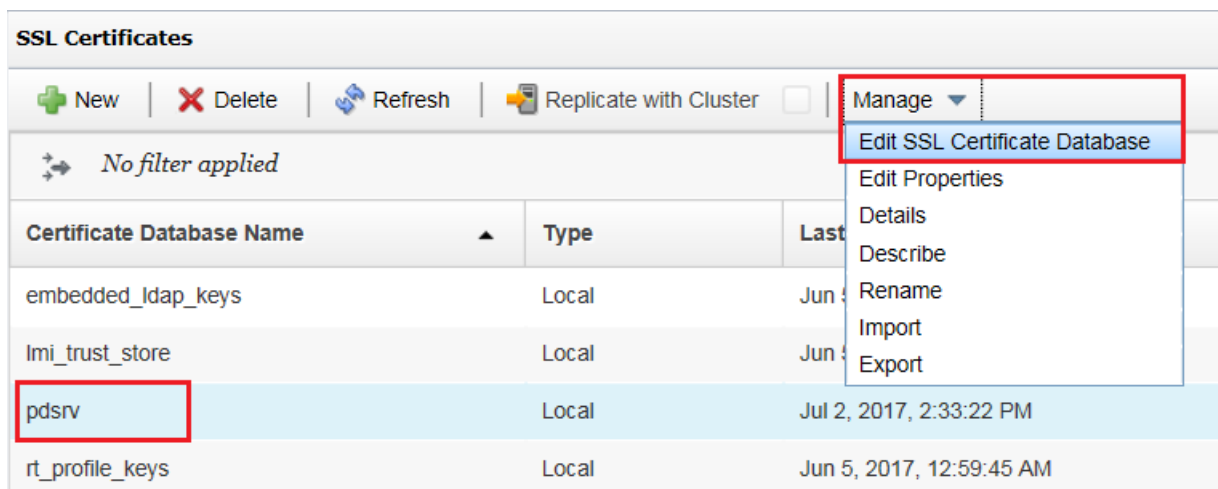 SSL Certificates
New Delete Refresh Replicate with Cluster Manage
Edit SSL Certificate Database
No filter applied
Edit Properties
Details
Certificate Database Name Type Last
Describe
embedded_ldap_keys Local Jun
Rename
Import
lmi_trust_store Local Jun
Export
pdsrv Local Jul 2, 2017, 2:33:22 PM
rt_profile_keys Local Jun 5, 2017, 12:59:45 AM